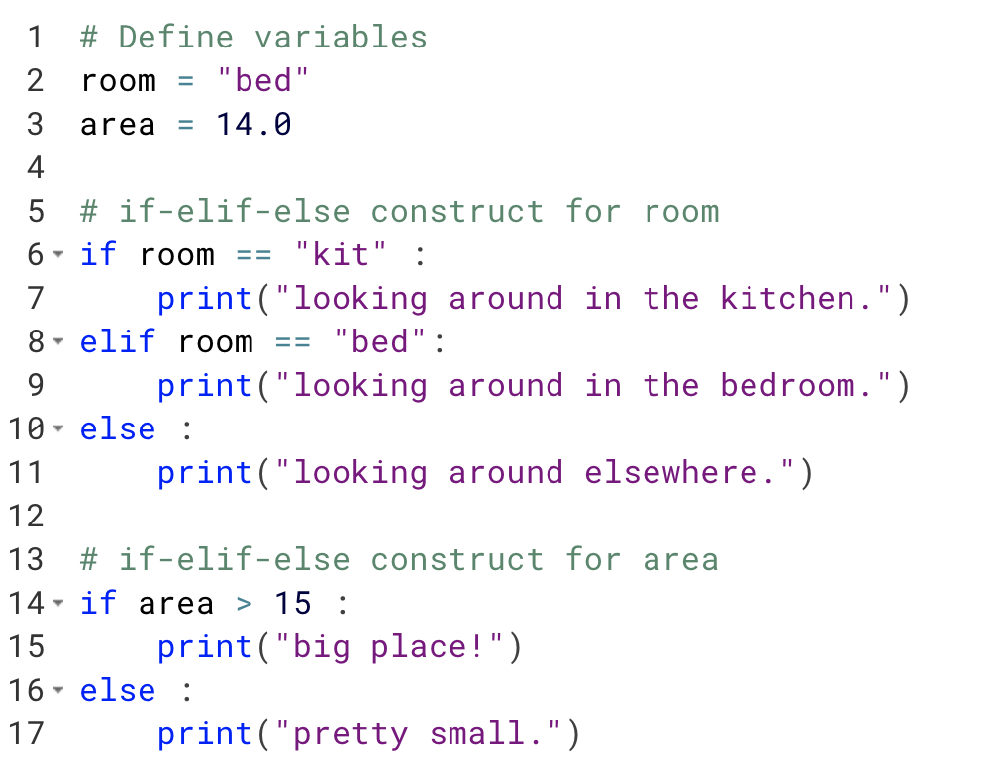 1 # Define variables
2 room = "bed"
3 area = 14.0
4
5 # if-elif-else construct for room
6 if room == "kit" :
7     print("looking around in the kitchen.")
8 elif room == "bed":
9     print("looking around in the bedroom.")
10 else :
11     print("looking around elsewhere.")
12
13 # if-elif-else construct for area
14 if area > 15 :
15     print("big place!")
16 else :
17     print("pretty small.")